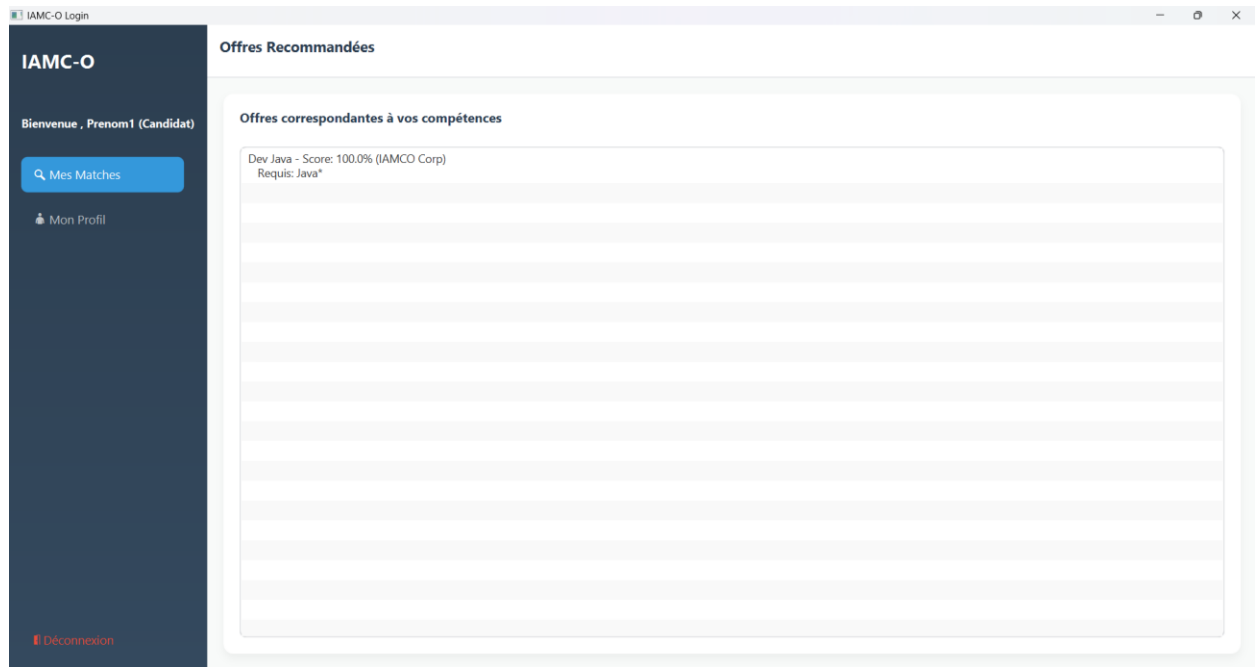 IAMC-O Login
IAMC-O
Bienvenue , Prenom1 (Candidat)
Mes Matches
Mon Profil
Déconnexion
Offres Recommandées
Offres correspondantes à vos compétences
Dev Java - Score: 100.0% (IAMCO Corp)
Requis: Java*